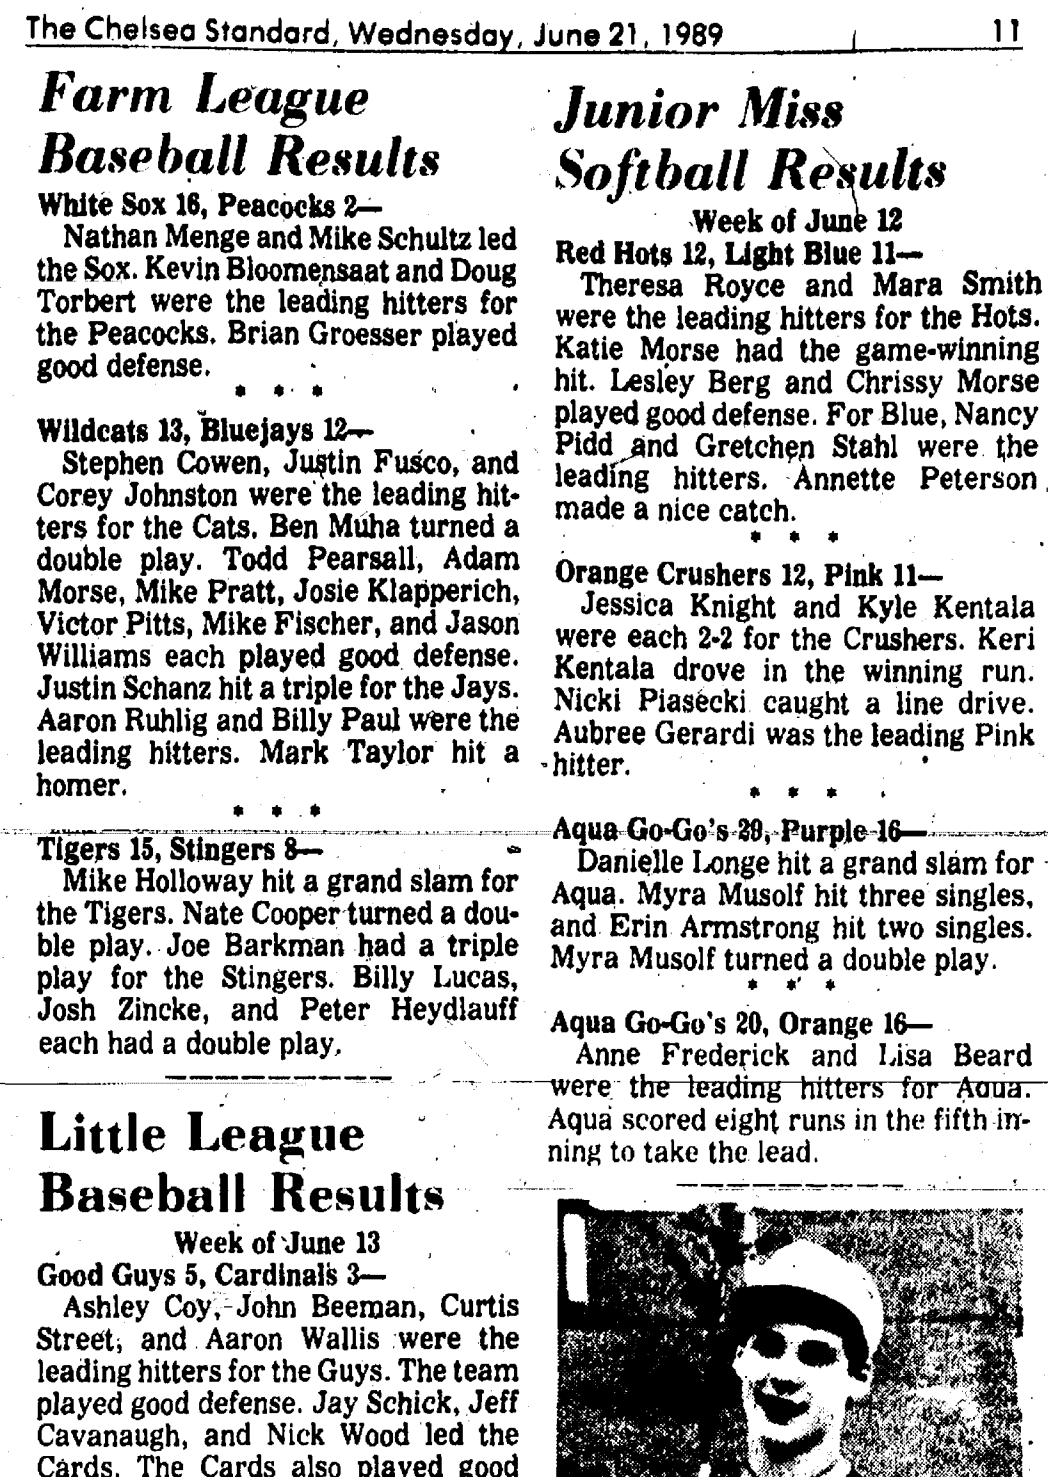 The Chelsea Standard, Wednesday, June 21, 1989 11
Farm League
Baseball Results
White Sox 16, Peacocks 2—
Nathan Menge and Mike Schultz led
the Sox. Kevin Bloomensaat and Doug
Torbert were the leading hitters for
the Peacocks. Brian Groesser played
good defense.
* * *
Wildcats 13, Bluejays 12—
Stephen Cowen, Justin Fusco, and
Corey Johnston were the leading hit-
ters for the Cats. Ben Muha turned a
double play. Todd Pearsall, Adam
Morse, Mike Pratt, Josie Klapperich,
Victor Pitts, Mike Fischer, and Jason
Williams each played good defense.
Justin Schanz hit a triple for the Jays.
Aaron Ruhlig and Billy Paul were the
leading hitters. Mark Taylor hit a
homer.
* * *
Tigers 15, Stingers 8—
Mike Holloway hit a grand slam for
the Tigers. Nate Cooper turned a dou-
ble play. Joe Barkman had a triple
play for the Stingers. Billy Lucas,
Josh Zincke, and Peter Heydlauff
each had a double play.
Little League
Baseball Results
Week of June 13
Good Guys 5, Cardinals 3—
Ashley Coy, John Beeman, Curtis
Street, and Aaron Wallis were the
leading hitters for the Guys. The team
played good defense. Jay Schick, Jeff
Cavanaugh, and Nick Wood led the
Cards. The Cards also played good
Junior Miss
Softball Results
Week of June 12
Red Hots 12, Light Blue 11—
Theresa Royce and Mara Smith
were the leading hitters for the Hots.
Katie Morse had the game-winning
hit. Lesley Berg and Chrissy Morse
played good defense. For Blue, Nancy
Pidd and Gretchen Stahl were the
leading hitters. Annette Peterson
made a nice catch.
* * *
Orange Crushers 12, Pink 11—
Jessica Knight and Kyle Kentala
were each 2-2 for the Crushers. Keri
Kentala drove in the winning run.
Nicki Piasecki caught a line drive.
Aubree Gerardi was the leading Pink
hitter.
* * *
Aqua Go-Go's 29, Purple 16—
Danielle Longe hit a grand slam for
Aqua. Myra Musolf hit three singles,
and Erin Armstrong hit two singles.
Myra Musolf turned a double play.
* * *
Aqua Go-Go's 20, Orange 16—
Anne Frederick and Lisa Beard
were the leading hitters for Aqua.
Aqua scored eight runs in the fifth in-
ning to take the lead.